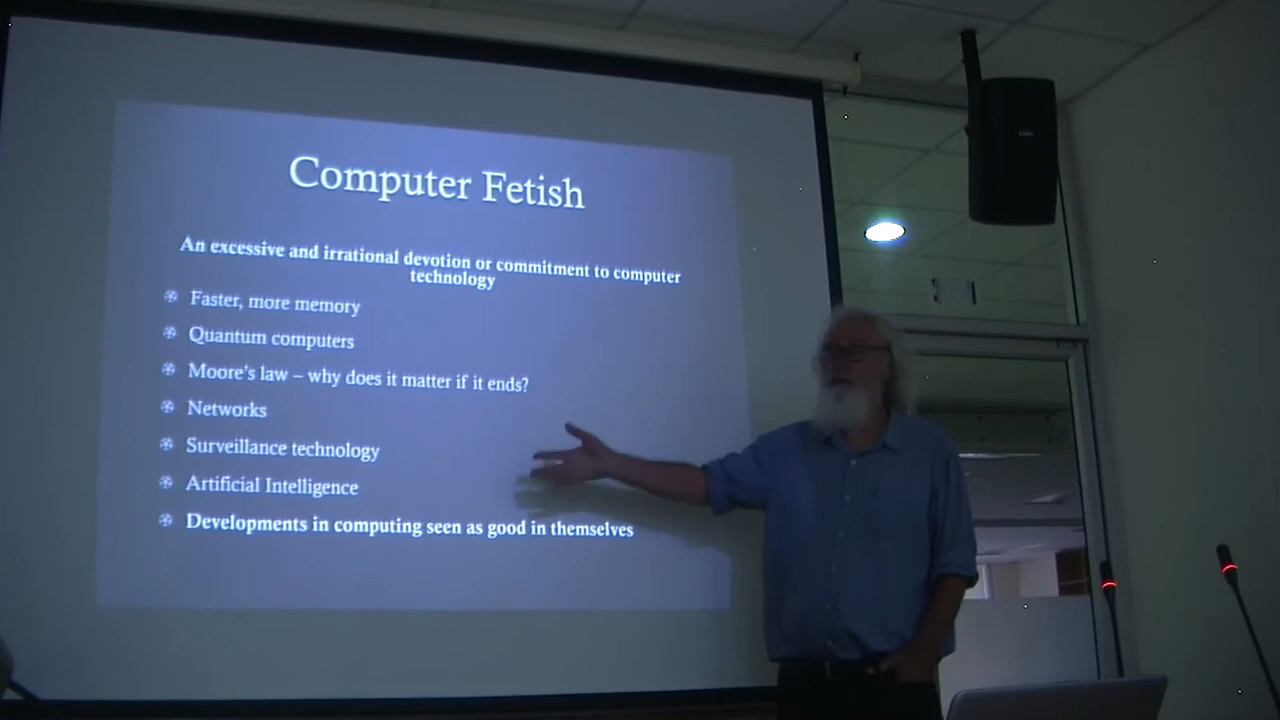 Computer Fetish
An excessive and irrational devotion or commitment to computer
technology
Faster, more memory
Quantum computers
Moore's law – why does it matter if it ends?
Networks
Surveillance technology
Artificial Intelligence
Developments in computing seen as good in themselves